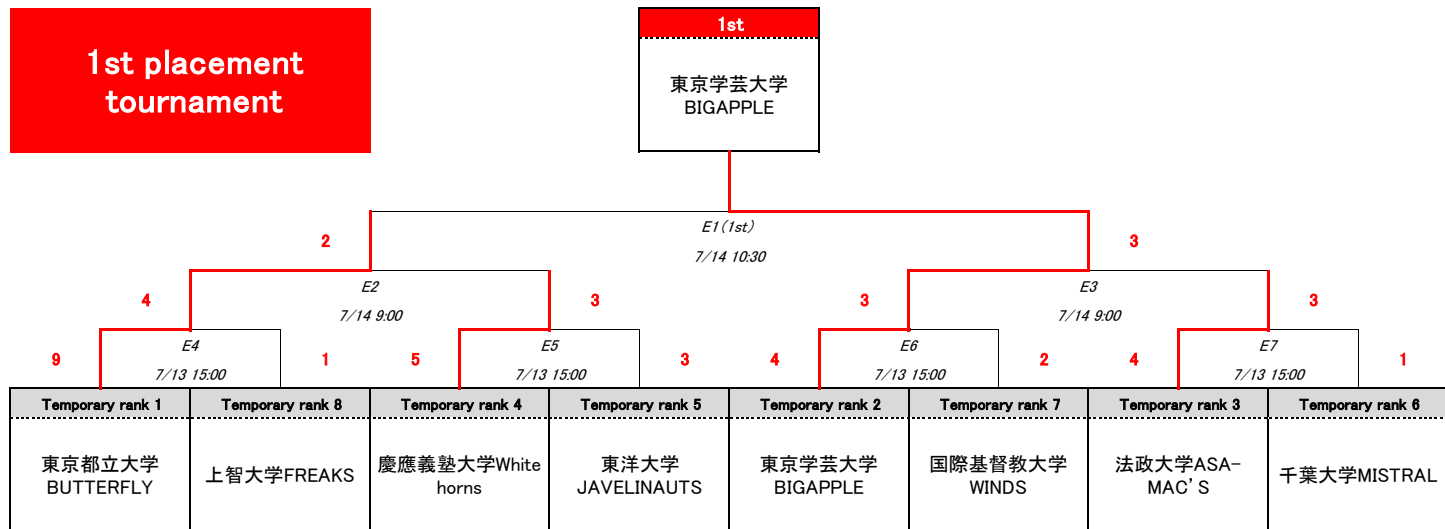 1st placement
tournament
1st
東京学芸大学
BIGAPPLE
E1(1st)
7/14 10:30
2
3
E2
7/14 9:00
E3
7/14 9:00
4
3
3
3
E4
7/13 15:00
E5
7/13 15:00
E6
7/13 15:00
E7
7/13 15:00
9
1
5
3
4
2
4
1
Temporary rank 1
Temporary rank 8
Temporary rank 4
Temporary rank 5
Temporary rank 2
Temporary rank 7
Temporary rank 3
Temporary rank 6
東京都立大学
BUTTERFLY
上智大学FREAKS
慶應義塾大学White
horns
東洋大学
JAVELINAUTS
東京学芸大学
BIGAPPLE
国際基督教大学
WINDS
法政大学ASA-
MAC'S
千葉大学MISTRAL